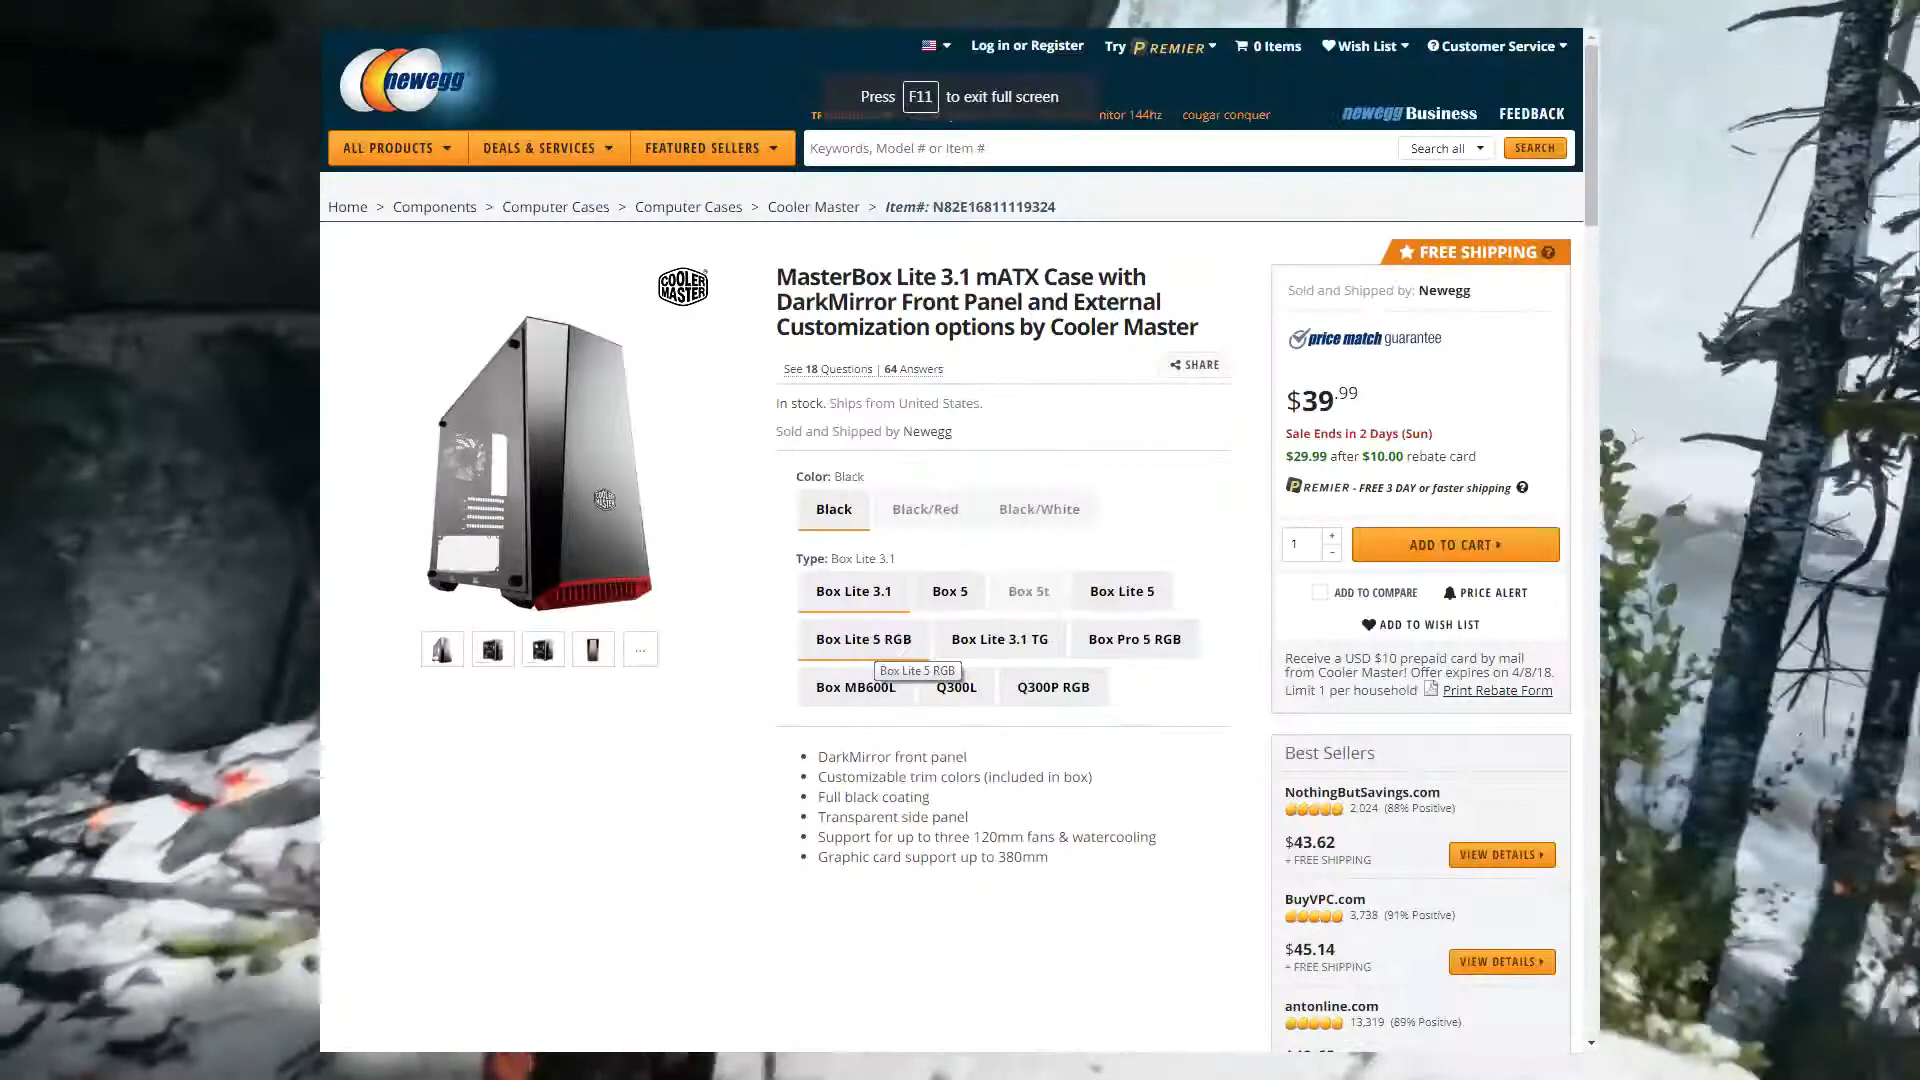 newegg
Log in or Register
Try PREMIER
0 Items
Wish List
Customer Service
Press F11 to exit full screen
nitor 144hz
cougar conquer
newegg Business
FEEDBACK
ALL PRODUCTS
DEALS & SERVICES
FEATURED SELLERS
Keywords, Model # or Item #
Search all
SEARCH
Home > Components > Computer Cases > Computer Cases > Cooler Master > Item#: N82E16811119324
FREE SHIPPING
COOLER MASTER
MasterBox Lite 3.1 mATX Case with
DarkMirror Front Panel and External
Customization options by Cooler Master
See 18 Questions | 64 Answers
SHARE
In stock. Ships from United States.
Sold and Shipped by Newegg
Color: Black
Black
Black/Red
Black/White
Type: Box Lite 3.1
Box Lite 3.1
Box 5
Box 5t
Box Lite 5
Box Lite 5 RGB
Box Lite 3.1 TG
Box Pro 5 RGB
Box Lite 5 RGB
Box MB600L
Q300L
Q300P RGB
DarkMirror front panel
Customizable trim colors (included in box)
Full black coating
Transparent side panel
Support for up to three 120mm fans & watercooling
Graphic card support up to 380mm
Sold and Shipped by: Newegg
price match guarantee
$39.99
Sale Ends in 2 Days (Sun)
$29.99 after $10.00 rebate card
PREMIER - FREE 3 DAY or faster shipping
1
+
-
ADD TO CART
ADD TO COMPARE
PRICE ALERT
ADD TO WISH LIST
Receive a USD $10 prepaid card by mail
from Cooler Master! Offer expires on 4/8/18.
Limit 1 per household Print Rebate Form
Best Sellers
NothingButSavings.com
2,024 (88% Positive)
$43.62
+ FREE SHIPPING
VIEW DETAILS
BuyVPC.com
3,738 (91% Positive)
$45.14
+ FREE SHIPPING
VIEW DETAILS
antonline.com
13,319 (89% Positive)